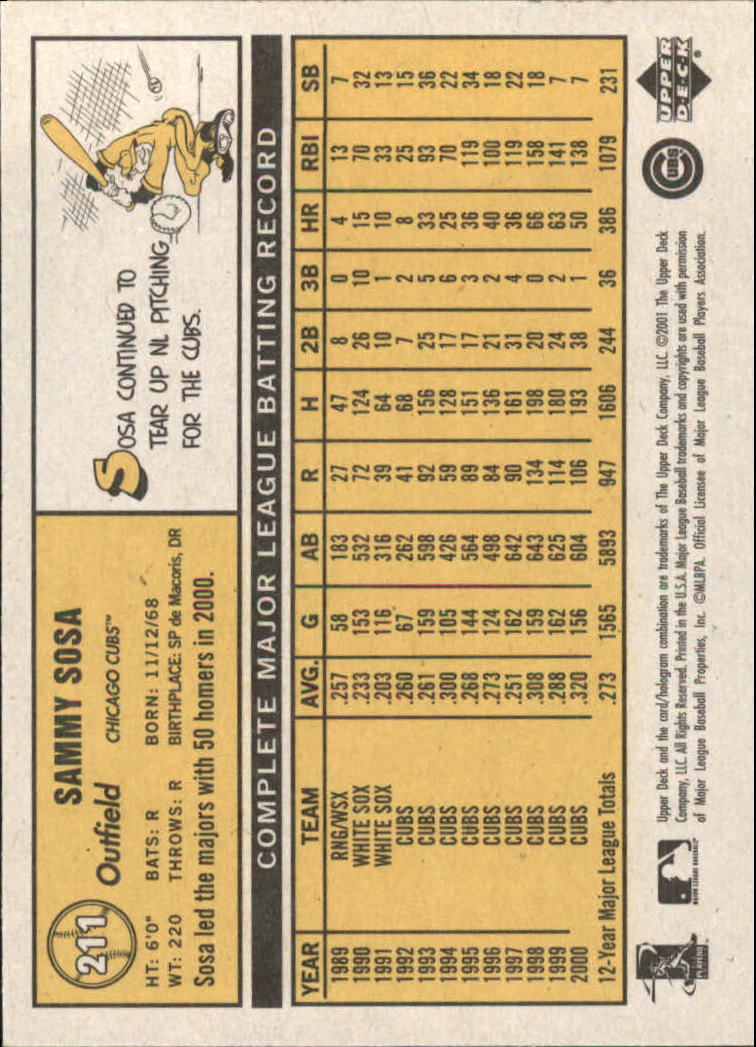 211
SAMMY SOSA
Outfield CHICAGO CUBS™
HT: 6'0" BATS: R BORN: 11/12/68
WT: 220 THROWS: R BIRTHPLACE: SP de Macoris, DR
Sosa led the majors with 50 homers in 2000.
SOSA CONTINUED TO
TEAR UP NL PITCHING
FOR THE CUBS.
COMPLETE MAJOR LEAGUE BATTING RECORD
YEAR TEAM AVG. G AB R H 2B 3B HR RBI SB
1989 RNG/WSX .257 58 183 27 47 8 0 4 13 7
1990 WHITE SOX .233 153 532 72 124 26 10 15 70 32
1991 WHITE SOX .203 116 316 39 64 10 1 10 33 13
1992 CUBS .260 67 262 41 68 7 2 8 25 15
1993 CUBS .261 159 598 92 156 25 5 33 93 36
1994 CUBS .300 105 426 59 128 17 6 25 70 22
1995 CUBS .268 144 564 89 151 17 3 36 119 34
1996 CUBS .273 124 498 84 136 21 2 40 100 18
1997 CUBS .251 162 642 90 161 31 4 36 119 22
1998 CUBS .308 159 643 134 198 20 0 66 158 18
1999 CUBS .288 162 625 114 180 24 2 63 141 7
2000 CUBS .320 156 604 106 193 38 1 50 138 7
12-Year Major League Totals .273 1565 5893 947 1606 244 36 386 1079 231
PLAYERS
MAJOR LEAGUE BASEBALL
Upper Deck and the card/hologram combination are trademarks of The Upper Deck Company, LLC. ©2001 The Upper Deck
Company, LLC. All Rights Reserved. Printed in the U.S.A. Major League Baseball trademarks and copyrights are used with permission
of Major League Baseball Properties, Inc. ©MLBPA. Official Licensee of Major League Baseball Players Association.
CUBS
UPPER
D·E·C·K
®